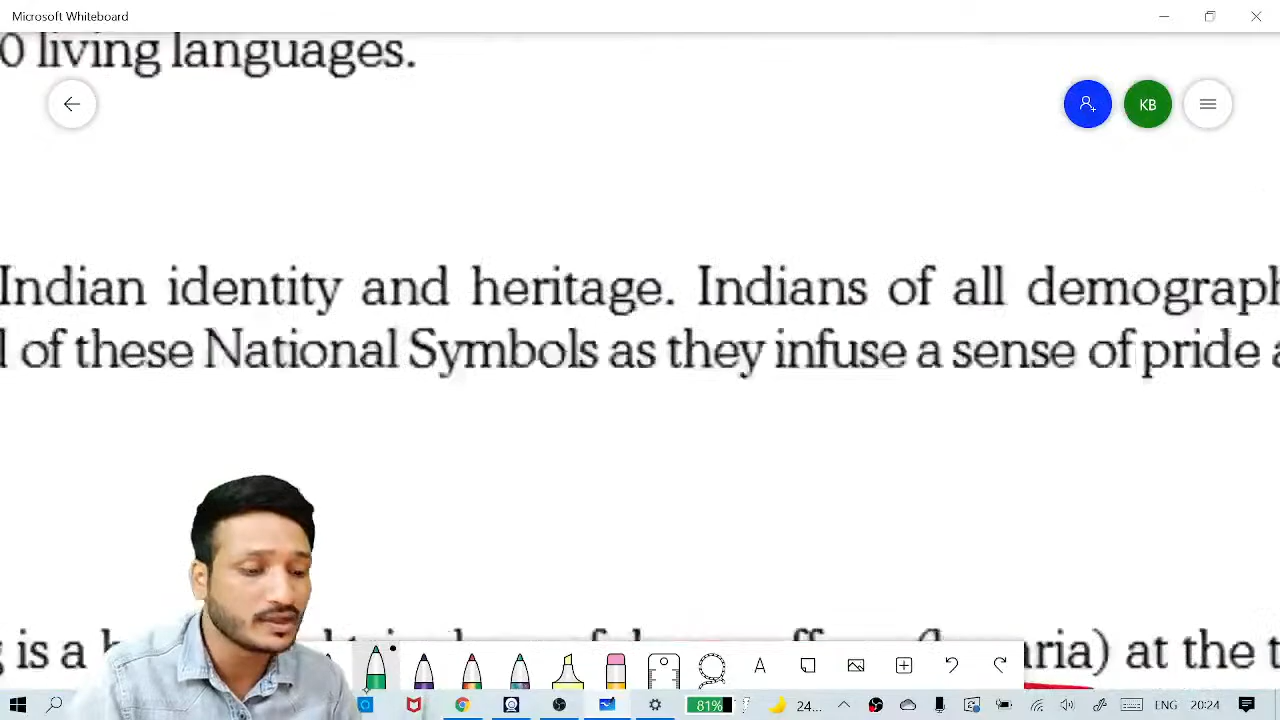 Microsoft Whiteboard
0 living languages.
KB
Indian identity and heritage. Indians of all demograph
l of these National Symbols as they infuse a sense of pride a
g is a
aria) at the t
A
81%
24
ENG
20:24